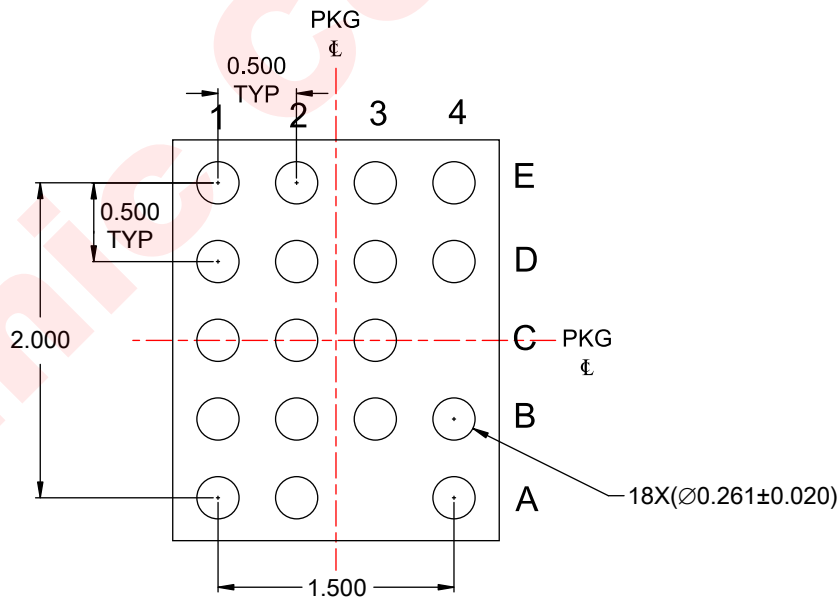 PKG
℄
0.500
TYP
1 2 3 4
E
0.500
TYP
D
2.000
C PKG
℄
B
18X(∅0.261±0.020)
A
1.500
mic